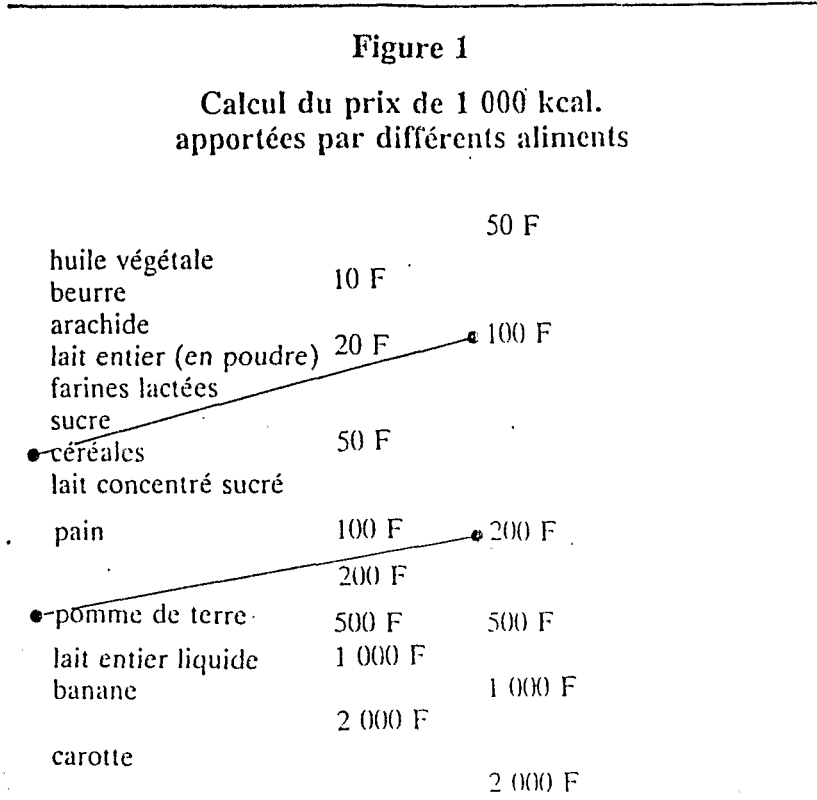 Figure 1
Calcul du prix de 1 000 kcal.
apportées par différents aliments
50 F
huile végétale
beurre 10 F
arachide
lait entier (en poudre) 20 F 100 F
farines lactées
sucre
céréales 50 F
lait concentré sucré
pain 100 F 200 F
200 F
pomme de terre 500 F 500 F
lait entier liquide 1 000 F
banane 1 000 F
2 000 F
carotte
2 000 F